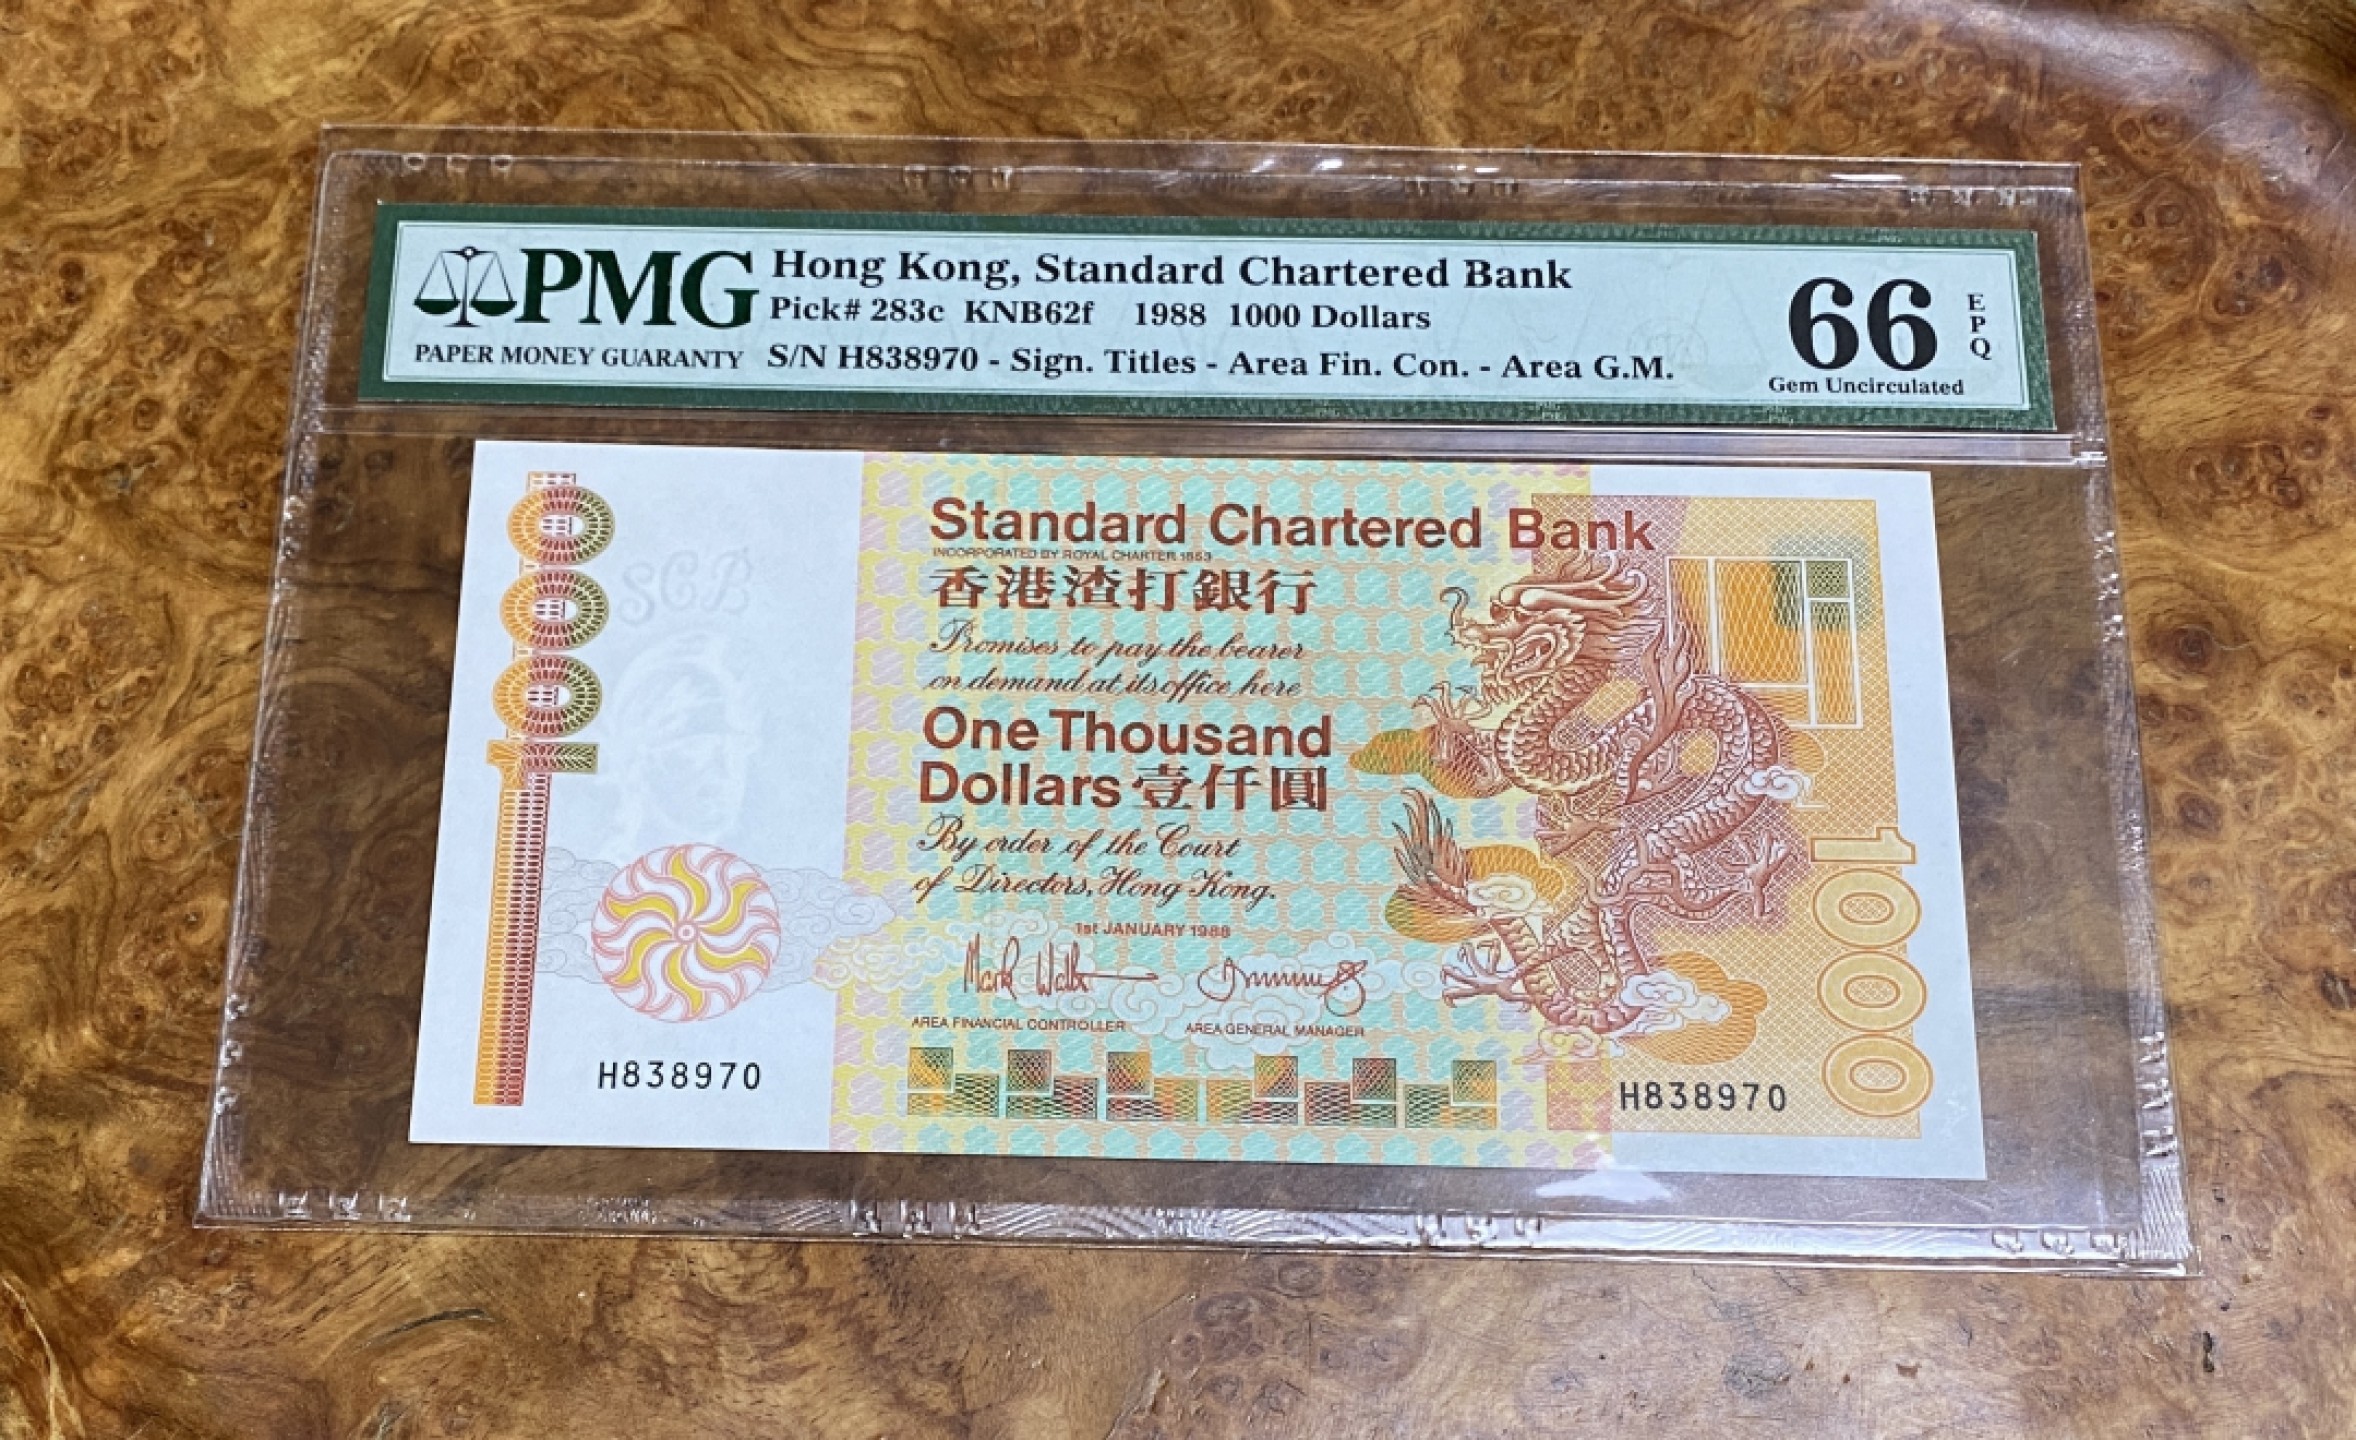 PMG
PAPER MONEY GUARANTY
Hong Kong, Standard Chartered Bank
Pick# 283c KNB62f 1988 1000 Dollars
S/N H838970 - Sign. Titles - Area Fin. Con. - Area G.M.
66
EPQ
Gem Uncirculated
1000
SCB
Standard Chartered Bank
INCORPORATED BY ROYAL CHARTER 1853
香港渣打銀行
Promises to pay the bearer
on demand at its office here
One Thousand
Dollars 壹仟圓
By order of the Court
of Directors, Hong Kong.
1st JANUARY 1988
AREA FINANCIAL CONTROLLER
AREA GENERAL MANAGER
H838970
H838970
1000